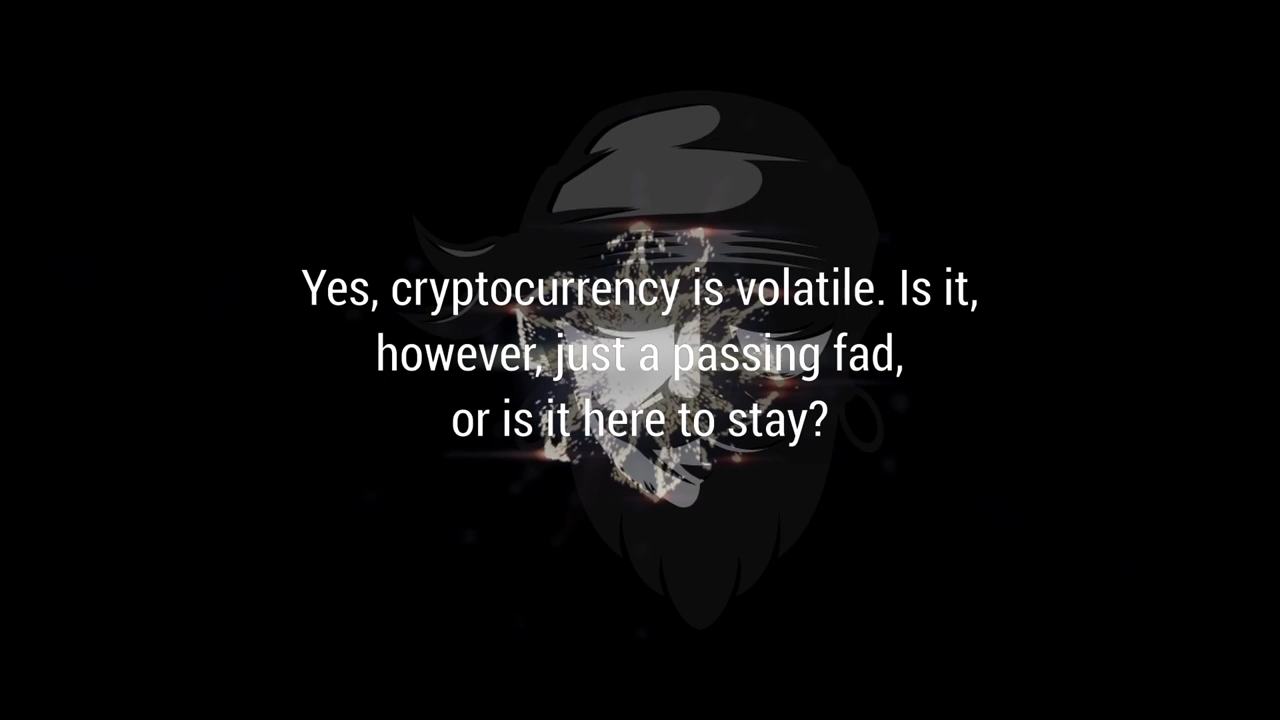 Yes, cryptocurrency is volatile. Is it,
however, just a passing fad,
or is it here to stay?